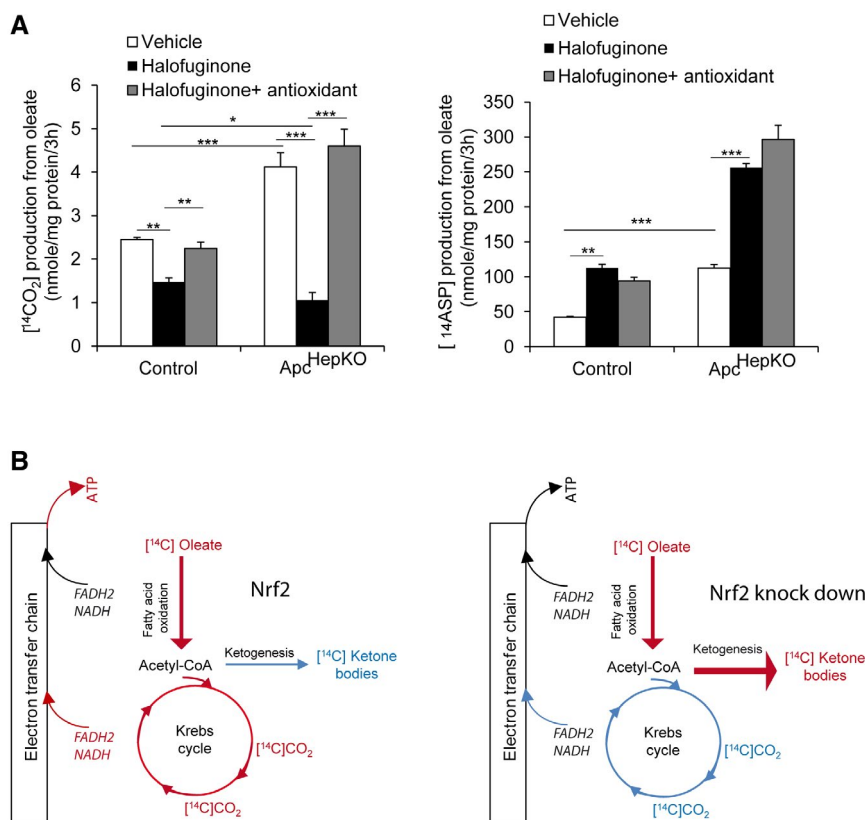 A
Vehicle
Halofuginone
Halofuginone+ antioxidant
[¹⁴CO₂] production from oleate
(nmole/mg protein/3h)
6
5
4
3
2
1
0
*
***
***
***
**
**
Control
Apc^HepKO
Vehicle
Halofuginone
Halofuginone+ antioxidant
[ ¹⁴ASP] production from oleate
(nmole/mg protein/3h)
350
300
250
200
150
100
50
0
***
***
**
Control
Apc^HepKO
B
ATP
Electron transfer chain
FADH2
NADH
FADH2
NADH
[¹⁴C] Oleate
Fatty acid
oxidation
Nrf2
Acetyl-CoA
Ketogenesis
[¹⁴C] Ketone
bodies
Krebs
cycle
[¹⁴C]CO₂
[¹⁴C]CO₂
ATP
Electron transfer chain
FADH2
NADH
FADH2
NADH
[¹⁴C] Oleate
Fatty acid
oxidation
Nrf2 knock down
Acetyl-CoA
Ketogenesis
[¹⁴C] Ketone
bodies
Krebs
cycle
[¹⁴C]CO₂
[¹⁴C]CO₂